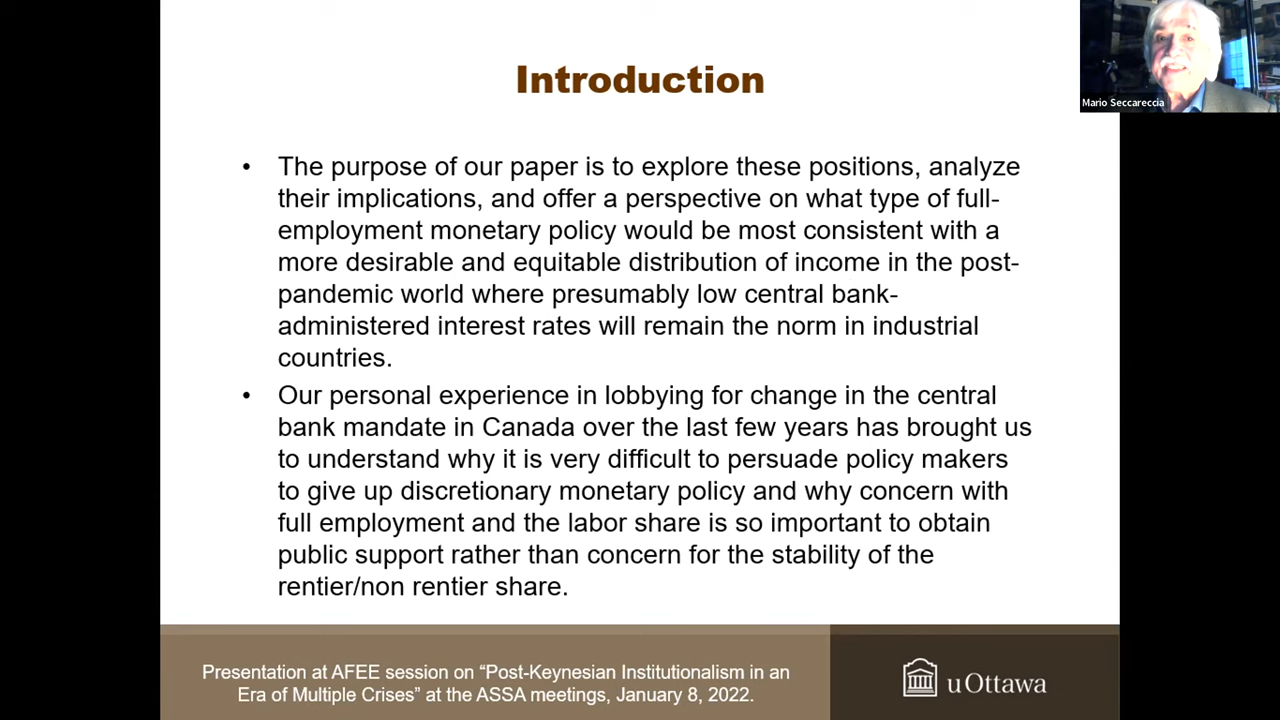 Introduction
Mario Seccareccia
• The purpose of our paper is to explore these positions, analyze
their implications, and offer a perspective on what type of full-
employment monetary policy would be most consistent with a
more desirable and equitable distribution of income in the post-
pandemic world where presumably low central bank-
administered interest rates will remain the norm in industrial
countries.
• Our personal experience in lobbying for change in the central
bank mandate in Canada over the last few years has brought us
to understand why it is very difficult to persuade policy makers
to give up discretionary monetary policy and why concern with
full employment and the labor share is so important to obtain
public support rather than concern for the stability of the
rentier/non rentier share.
Presentation at AFEE session on “Post-Keynesian Institutionalism in an
Era of Multiple Crises” at the ASSA meetings, January 8, 2022.
uOttawa